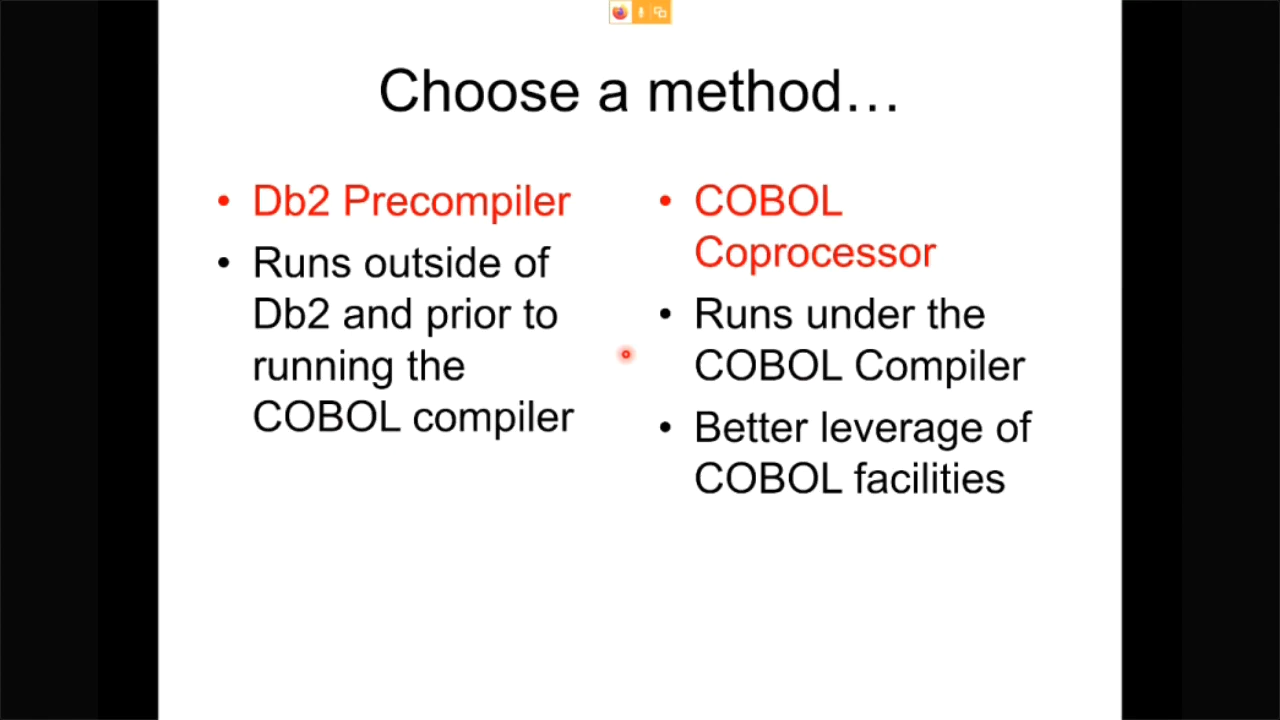 Choose a method…
• Db2 Precompiler
• Runs outside of
Db2 and prior to
running the
COBOL compiler
• COBOL
Coprocessor
• Runs under the
COBOL Compiler
• Better leverage of
COBOL facilities